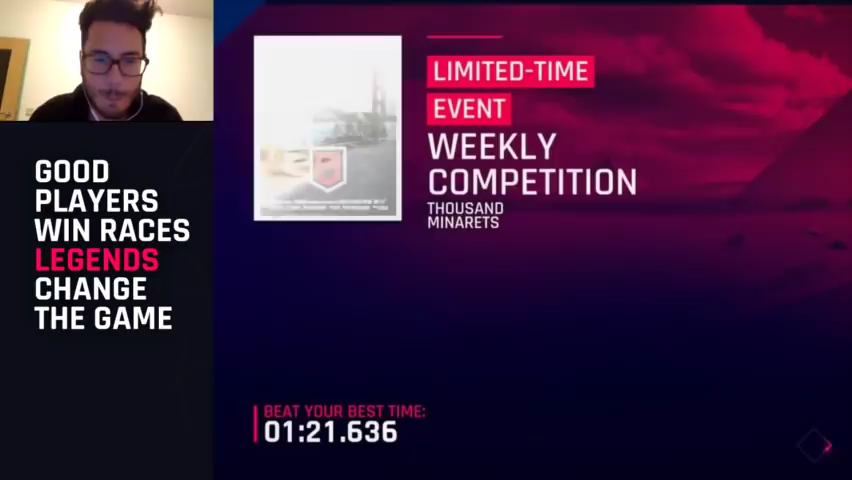 GOOD
PLAYERS
WIN RACES
LEGENDS
CHANGE
THE GAME
LIMITED-TIME
EVENT
WEEKLY
COMPETITION
THOUSAND
MINARETS
BEAT YOUR BEST TIME:
01:21.636